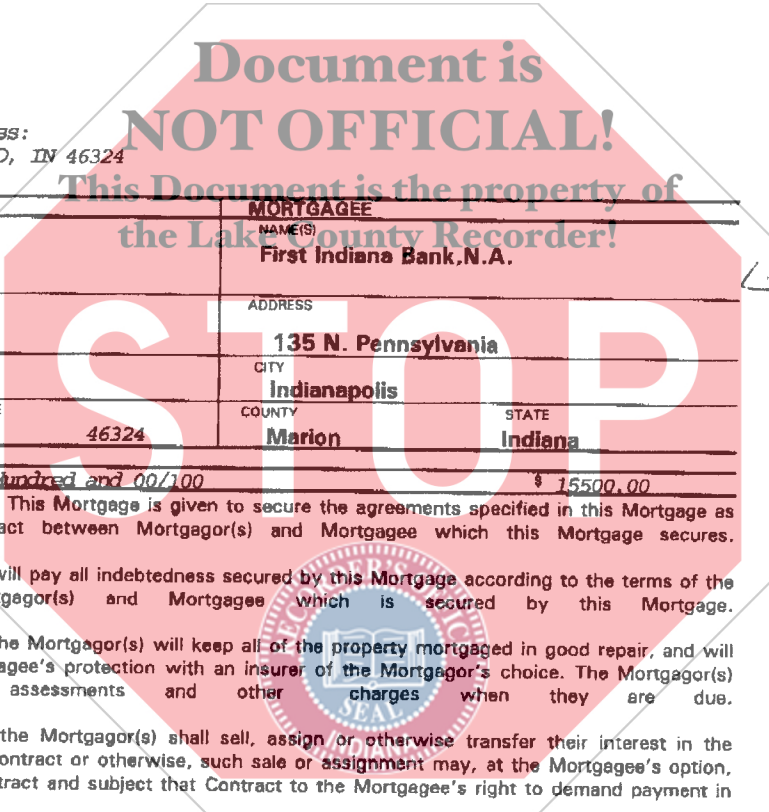 Document is
NOT OFFICIAL!
ss:
O, IN 46324
This Document is the property of
the Lake County Recorder!
MORTGAGEE
NAME(S)
First Indiana Bank,N.A.
ADDRESS
135 N. Pennsylvania
CITY
Indianapolis
COUNTY STATE
46324 Marion Indiana
STOP
Hundred and 00/100 $ 15500.00
This Mortgage is given to secure the agreements specified in this Mortgage as
act between Mortgagor(s) and Mortgagee which this Mortgage secures.
will pay all indebtedness secured by this Mortgage according to the terms of the
gagor(s) and Mortgagee which is secured by this Mortgage.
he Mortgagor(s) will keep all of the property mortgaged in good repair, and will
agee's protection with an insurer of the Mortgagor's choice. The Mortgagor(s)
assessments and other charges when they are due.
the Mortgagor(s) shall sell, assign or otherwise transfer their interest in the
ontract or otherwise, such sale or assignment may, at the Mortgagee's option,
tract and subject that Contract to the Mortgagee's right to demand payment in
RECORDER'S OFFICE
SEAL
INDIANA